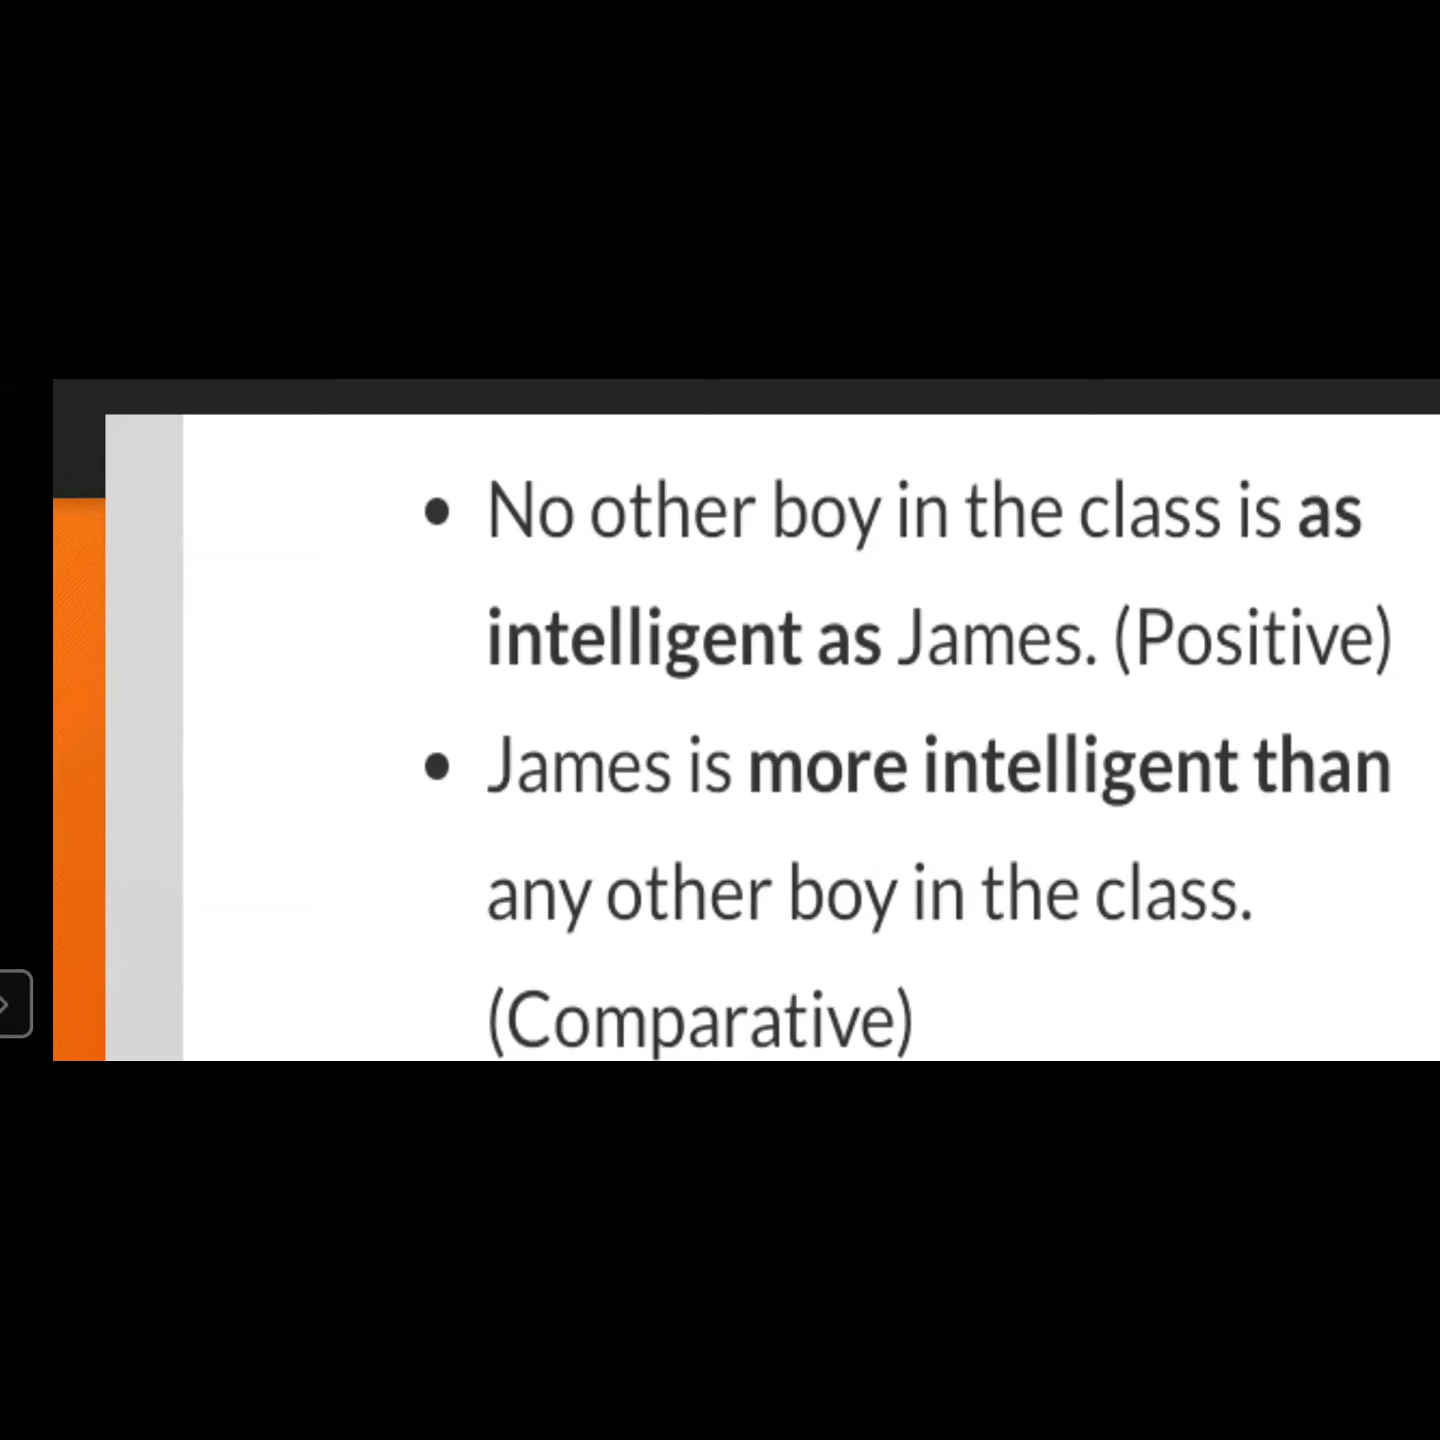 • No other boy in the class is as
intelligent as James. (Positive)
• James is more intelligent than
any other boy in the class.
(Comparative)